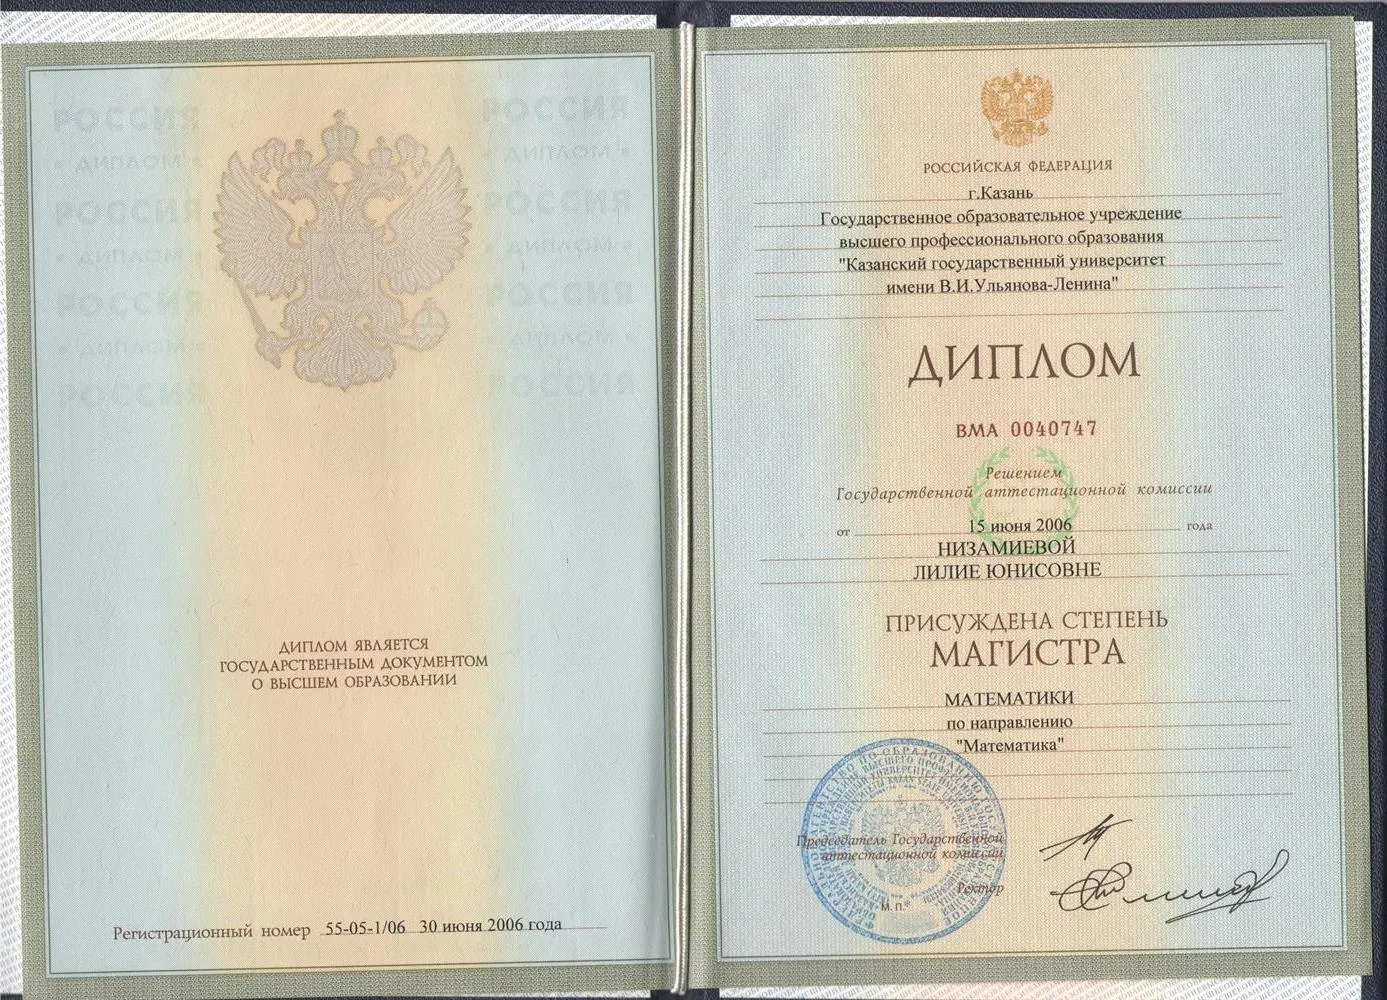 РОССИЯ РОССИЯ
* ДИПЛОМ * * ДИПЛОМ *
РОССИЯ РОССИЯ
* ДИПЛОМ * * ДИПЛОМ *
РОССИЯ РОССИЯ
* ДИПЛОМ * * ДИПЛОМ *
РОССИЯ РОССИЯ
ДИПЛОМ ЯВЛЯЕТСЯ
ГОСУДАРСТВЕННЫМ ДОКУМЕНТОМ
О ВЫСШЕМ ОБРАЗОВАНИИ
Регистрационный номер 55-05-1/06 30 июня 2006 года
РОССИЙСКАЯ ФЕДЕРАЦИЯ
г.Казань
Государственное образовательное учреждение
высшего профессионального образования
"Казанский государственный университет
имени В.И.Ульянова-Ленина"
ДИПЛОМ
ВМА 0040747
Решением
Государственной аттестационной комиссии
от 15 июня 2006 года
НИЗАМИЕВОЙ
ЛИЛИЕ ЮНИСОВНЕ
ПРИСУЖДЕНА СТЕПЕНЬ
МАГИСТРА
МАТЕМАТИКИ
по направлению
"Математика"
Председатель Государственной
аттестационной комиссии
Ректор
М.П.